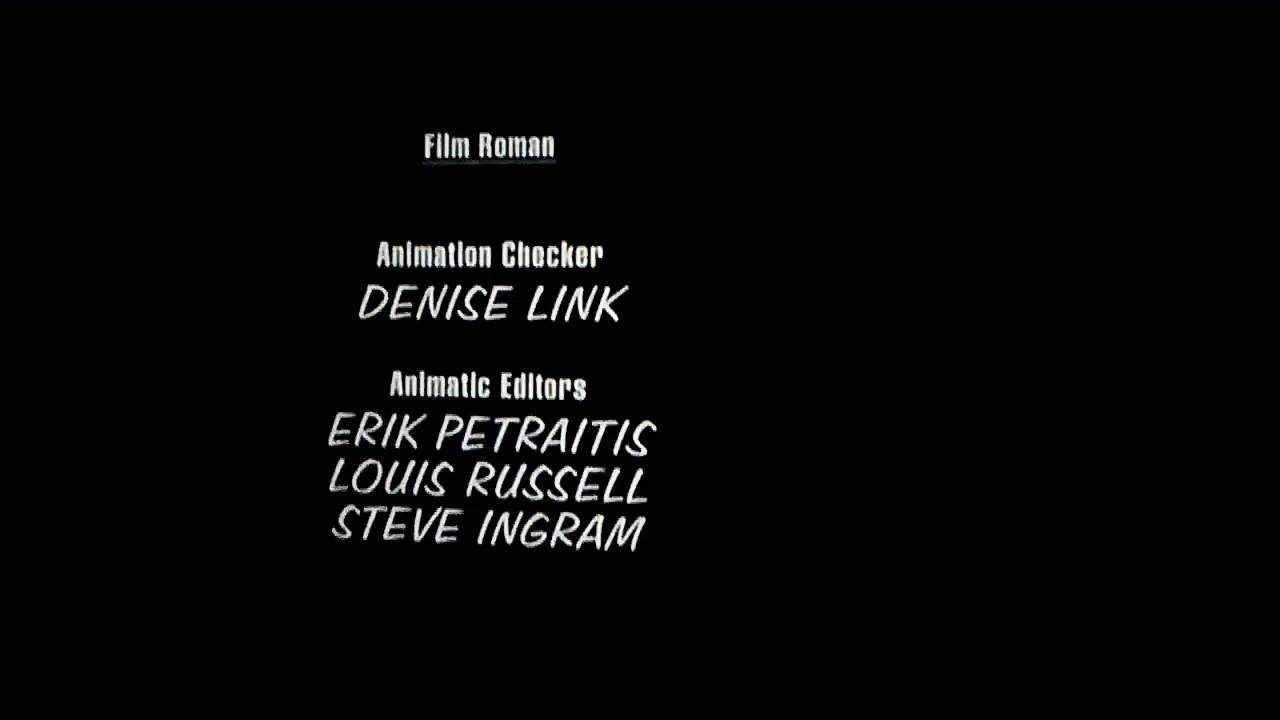 Film Roman
Animation Checker
DENISE LINK
Animatic Editors
ERIK PETRAITIS
LOUIS RUSSELL
STEVE INGRAM